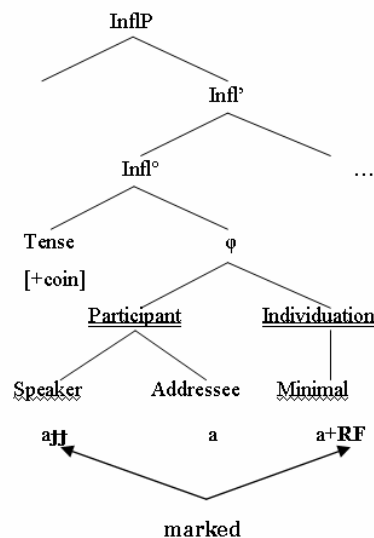 InflP
Infl’
Infl° …
Tense φ
[+coin]
Participant Individuation
Speaker Addressee Minimal
aɟɟ a a+RF
marked